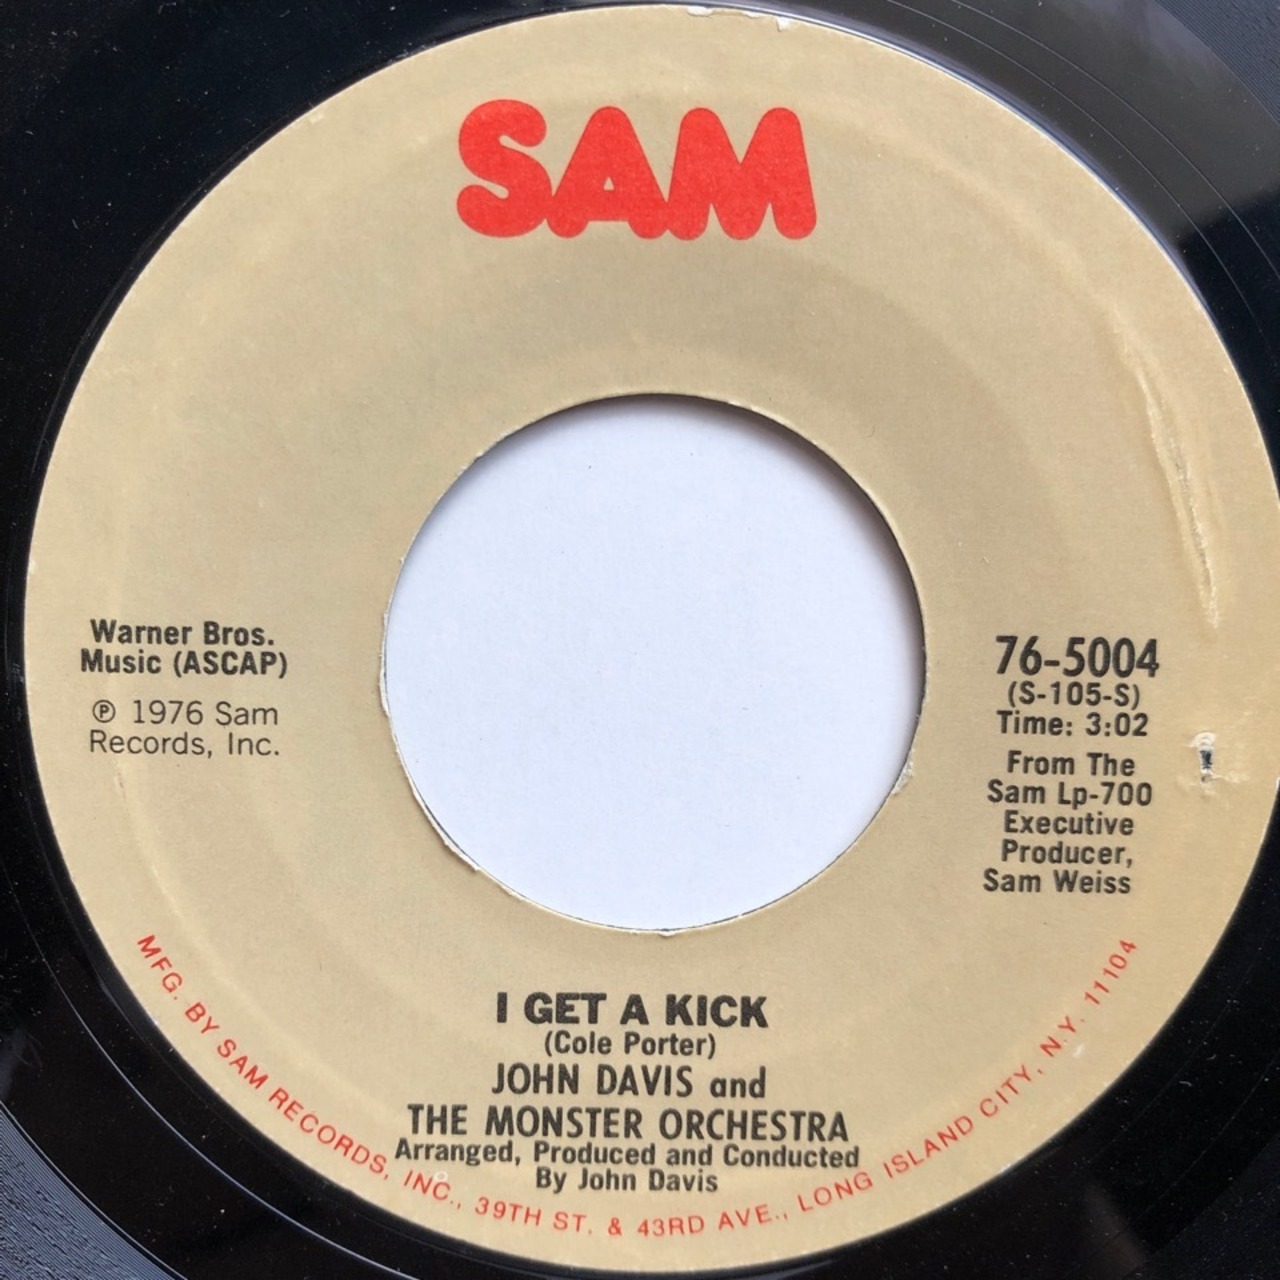 SAM
Warner Bros.
Music (ASCAP)
℗ 1976 Sam
Records, Inc.
76-5004
(S-105-S)
Time: 3:02
From The
Sam Lp-700
Executive
Producer,
Sam Weiss
I GET A KICK
(Cole Porter)
JOHN DAVIS and
THE MONSTER ORCHESTRA
Arranged, Produced and Conducted
By John Davis
MFG. BY SAM RECORDS, INC., 39TH ST. & 43RD AVE., LONG ISLAND CITY, N.Y. 11104